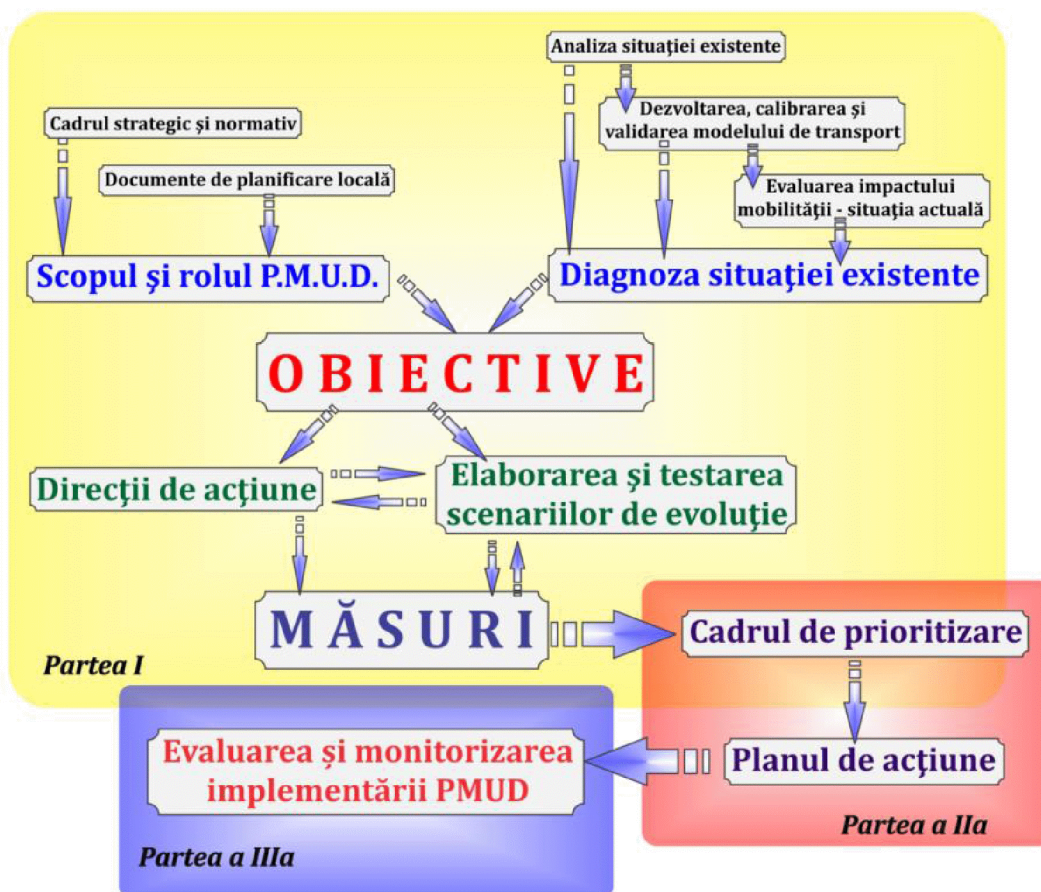 Analiza situației existente
Dezvoltarea, calibrarea și
validarea modelului de transport
Cadrul strategic și normativ
Documente de planificare locală
Evaluarea impactului
mobilității - situația actuală
Scopul și rolul P.M.U.D.
Diagnoza situației existente
O B I E C T I V E
Direcții de acțiune
Elaborarea și testarea
scenariilor de evoluție
M Ă S U R I
Cadrul de prioritizare
Partea I
Evaluarea și monitorizarea
implementării PMUD
Planul de acțiune
Partea a IIa
Partea a IIIa